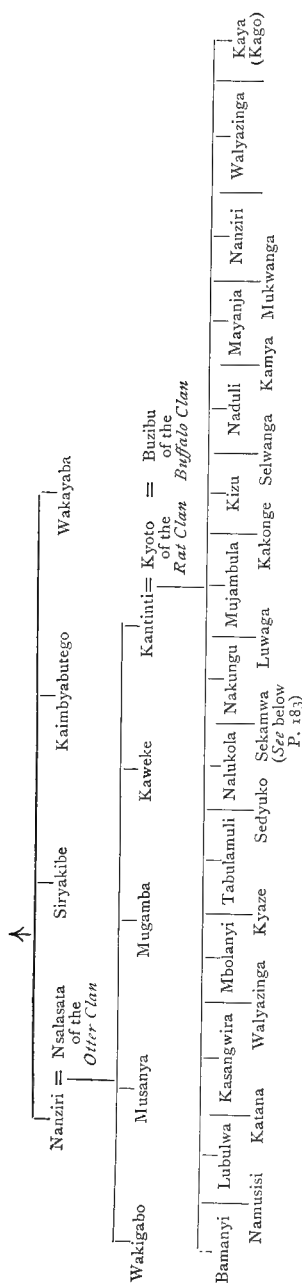 Nanziri = Nsalasata Siryakibe Kaimbyabutego Wakayaba
of the
Otter Clan
Wakigabo Musanya Mugamba Kaweke Kantinti = Kyoto = Buzibu
of the of the
Rat Clan Buffalo Clan
Bamanyi Lubulwa Kasangwira Mbolanyi Tabulamuli Nalukola Nakungu Mujambula Kizu Naduli Mayanja Nanziri Walyazinga Kaya
(Kago)
Namusisi Katana Walyazinga Kyaze Sedyuko Sekamwa Luwaga Kakonge Selwanga Kamya Mukwanga
(See below
P. 183)